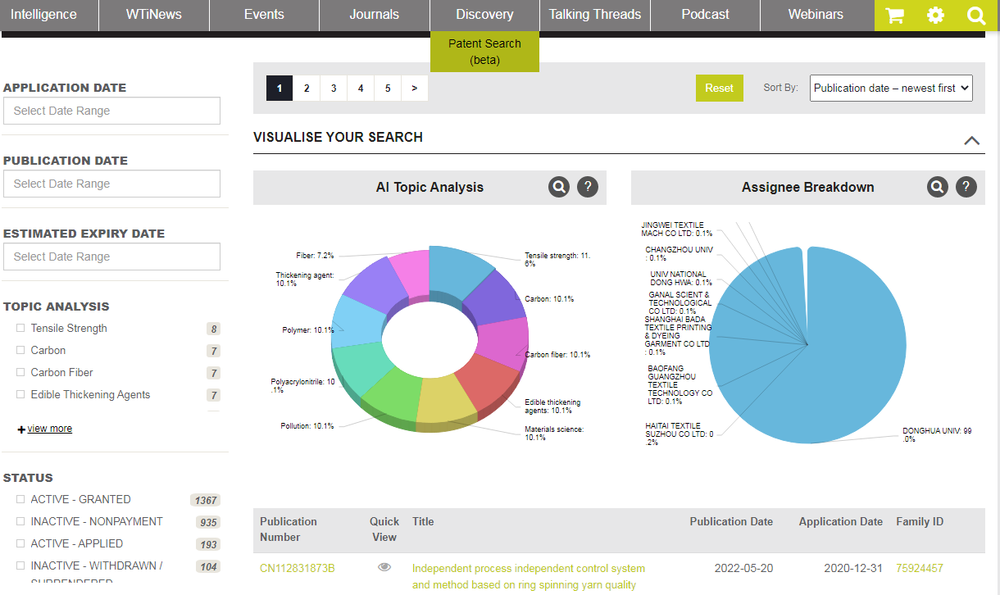 Intelligence
WTiNews
Events
Journals
Discovery
Talking Threads
Podcast
Webinars
Patent Search
(beta)
APPLICATION DATE
Select Date Range
PUBLICATION DATE
Select Date Range
ESTIMATED EXPIRY DATE
Select Date Range
TOPIC ANALYSIS
Tensile Strength 8
Carbon 7
Carbon Fiber 7
Edible Thickening Agents 7
+ view more
STATUS
ACTIVE - GRANTED 1367
INACTIVE - NONPAYMENT 935
ACTIVE - APPLIED 193
INACTIVE - WITHDRAWN / 104
SURRENDERED
1 2 3 4 5 >
Reset
Sort By:
Publication date – newest first
VISUALISE YOUR SEARCH
AI Topic Analysis
?
Fiber: 7.2%
Thickening agent:
10.1%
Polymer: 10.1%
Polyacrylonitrile: 10
.1%
Pollution: 10.1%
Tensile strength: 11.
6%
Carbon: 10.1%
Carbon fiber: 10.1%
Edible thickening
agents: 10.1%
Materials science:
10.1%
Assignee Breakdown
?
JINGWEI TEXTILE
MACH CO LTD: 0.1%
CHANGZHOU UNIV
: 0.1%
UNIV NATIONAL
DONG HWA: 0.1%
GANAL SCIENT &
TECHNOLOGICAL
CO LTD: 0.1%
SHANGHAI BADA
TEXTILE PRINTING
& DYEING
GARMENT CO LTD
: 0.1%
BAOFANG
GUANGZHOU
TEXTILE
TECHNOLOGY CO
LTD: 0.1%
HAITAI TEXTILE
SUZHOU CO LTD: 0
.2%
DONGHUA UNIV: 99
.0%
Publication
Number
Quick
View
Title
Publication Date
Application Date
Family ID
CN112831873B
Independent process independent control system
and method based on ring spinning yarn quality
2022-05-20
2020-12-31
75924457